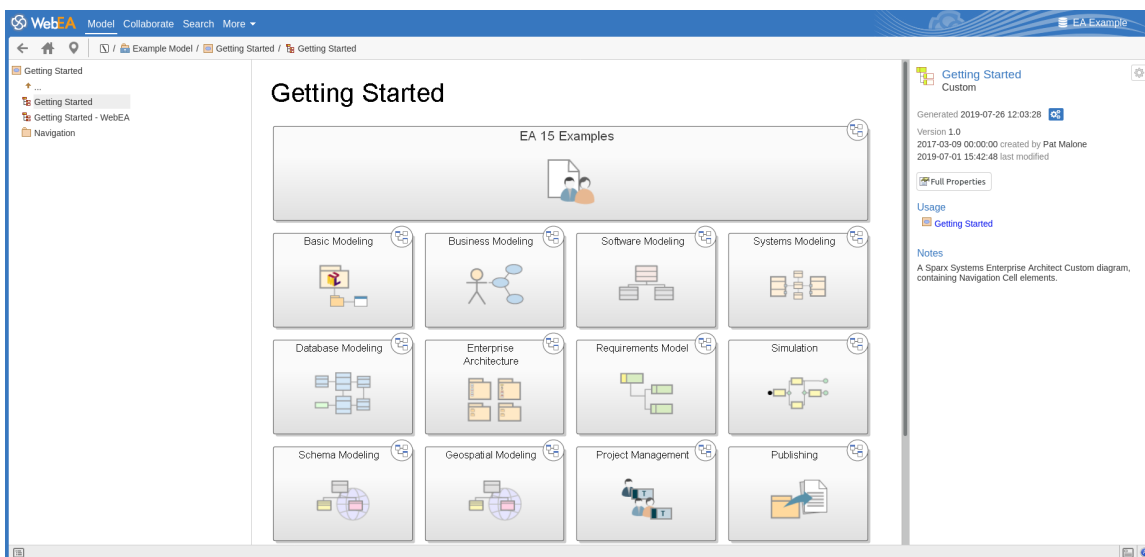 WebEA Model Collaborate Search More
EA Example
/ Example Model / Getting Started / Getting Started
Getting Started
...
Getting Started
Getting Started - WebEA
Navigation
Getting Started
EA 15 Examples
Basic Modeling
Business Modeling
Software Modeling
Systems Modeling
Database Modeling
Enterprise
Architecture
Requirements Model
Simulation
Schema Modeling
Geospatial Modeling
Project Management
T
T
Publishing
Getting Started
Custom
Generated 2019-07-26 12:03:28
Version 1.0
2017-03-09 00:00:00 created by Pat Malone
2019-07-01 15:42:48 last modified
Full Properties
Usage
Getting Started
Notes
A Sparx Systems Enterprise Architect Custom diagram,
containing Navigation Cell elements.